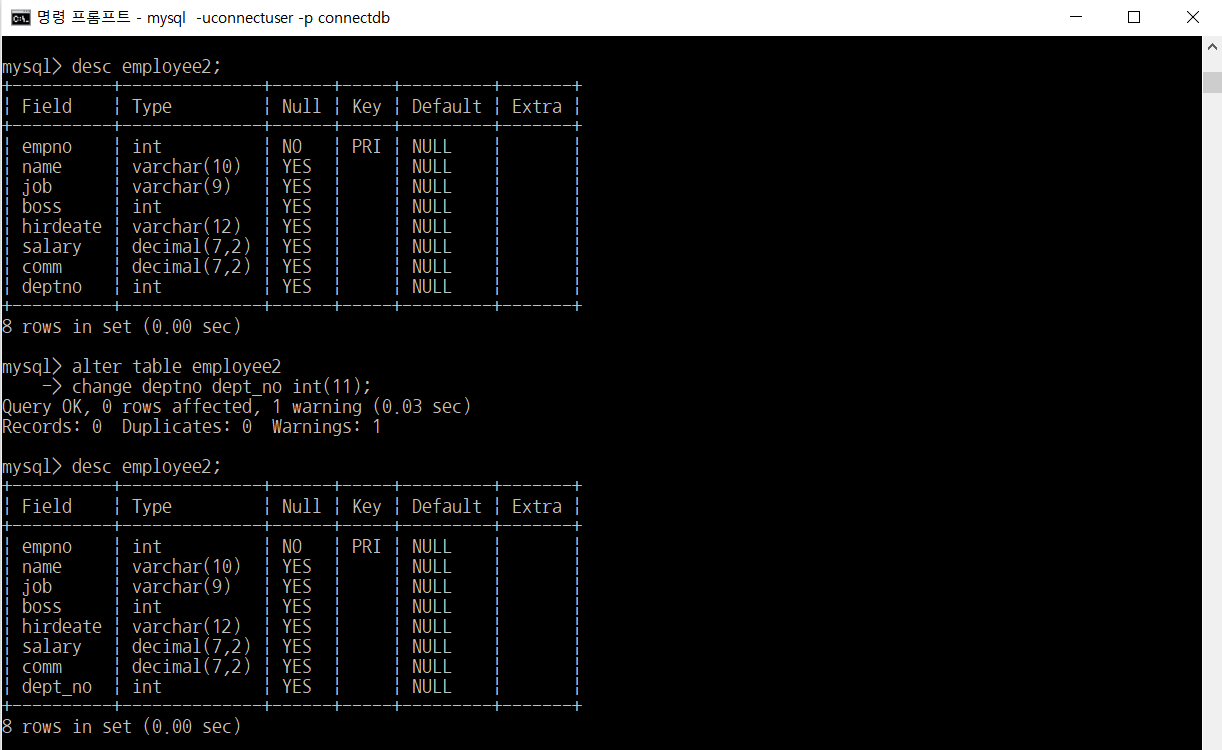 명령 프롬프트 - mysql  -uconnectuser -p connectdb
mysql> desc employee2;
+----------+--------------+------+-----+---------+-------+
| Field    | Type         | Null | Key | Default | Extra |
+----------+--------------+------+-----+---------+-------+
| empno    | int          | NO   | PRI | NULL    |       |
| name     | varchar(10)  | YES  |     | NULL    |       |
| job      | varchar(9)   | YES  |     | NULL    |       |
| boss     | int          | YES  |     | NULL    |       |
| hirdeate | varchar(12)  | YES  |     | NULL    |       |
| salary   | decimal(7,2) | YES  |     | NULL    |       |
| comm     | decimal(7,2) | YES  |     | NULL    |       |
| deptno   | int          | YES  |     | NULL    |       |
+----------+--------------+------+-----+---------+-------+
8 rows in set (0.00 sec)
mysql> alter table employee2
    -> change deptno dept_no int(11);
Query OK, 0 rows affected, 1 warning (0.03 sec)
Records: 0  Duplicates: 0  Warnings: 1
mysql> desc employee2;
+----------+--------------+------+-----+---------+-------+
| Field    | Type         | Null | Key | Default | Extra |
+----------+--------------+------+-----+---------+-------+
| empno    | int          | NO   | PRI | NULL    |       |
| name     | varchar(10)  | YES  |     | NULL    |       |
| job      | varchar(9)   | YES  |     | NULL    |       |
| boss     | int          | YES  |     | NULL    |       |
| hirdeate | varchar(12)  | YES  |     | NULL    |       |
| salary   | decimal(7,2) | YES  |     | NULL    |       |
| comm     | decimal(7,2) | YES  |     | NULL    |       |
| dept_no  | int          | YES  |     | NULL    |       |
+----------+--------------+------+-----+---------+-------+
8 rows in set (0.00 sec)